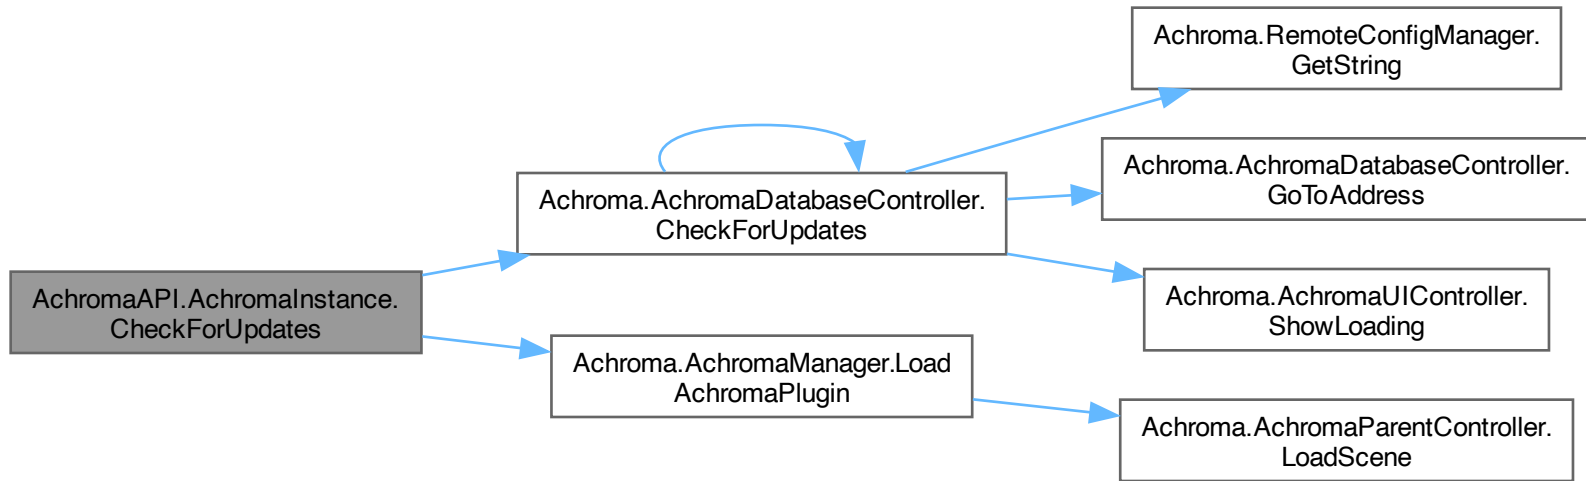 Achroma.RemoteConfigManager.
GetString
Achroma.AchromaDatabaseController.
GoToAddress
Achroma.AchromaDatabaseController.
CheckForUpdates
AchromaAPI.AchromaInstance.
CheckForUpdates
Achroma.AchromaUIController.
ShowLoading
Achroma.AchromaManager.Load
AchromaPlugin
Achroma.AchromaParentController.
LoadScene